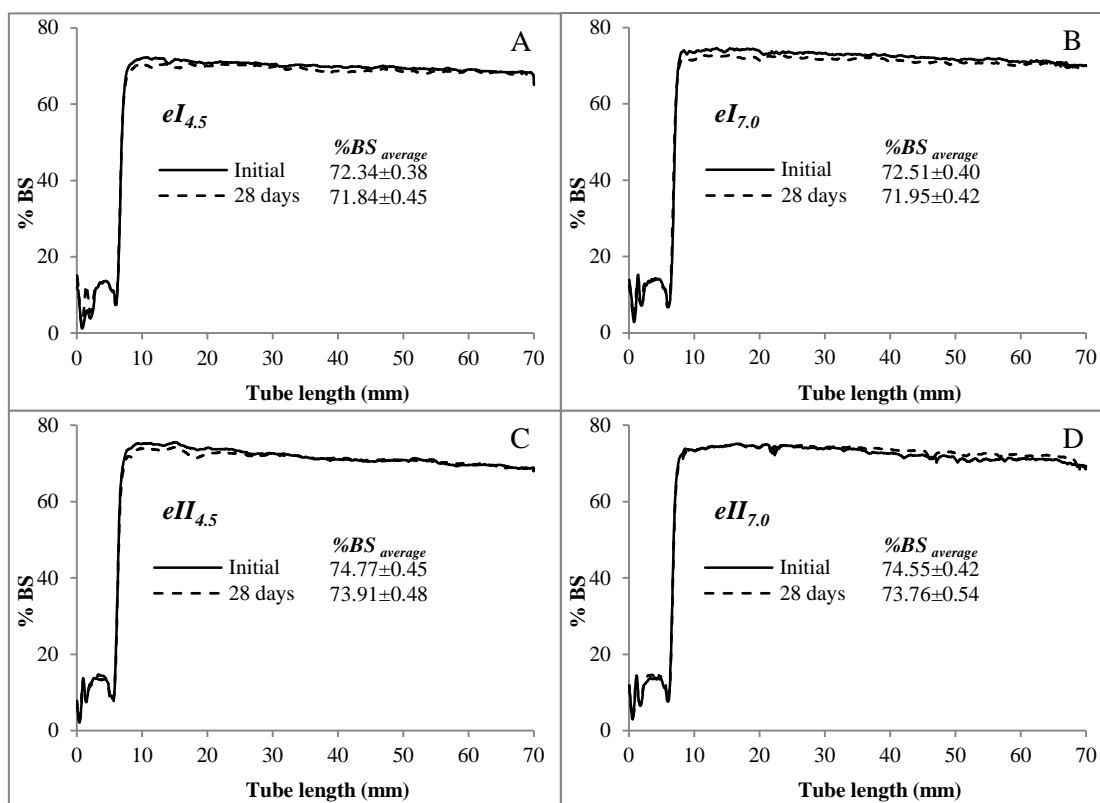 A
% BS
80
60
40
20
0
eI4.5
%BS average
Initial 72.34±0.38
28 days 71.84±0.45
0 10 20 30 40 50 60 70
Tube length (mm)
B
% BS
80
60
40
20
0
eI7.0
%BS average
Initial 72.51±0.40
28 days 71.95±0.42
0 10 20 30 40 50 60 70
Tube length (mm)
C
% BS
80
60
40
20
0
eII4.5
%BS average
Initial 74.77±0.45
28 days 73.91±0.48
0 10 20 30 40 50 60 70
Tube length (mm)
D
% BS
80
60
40
20
0
eII7.0
%BS average
Initial 74.55±0.42
28 days 73.76±0.54
0 10 20 30 40 50 60 70
Tube length (mm)